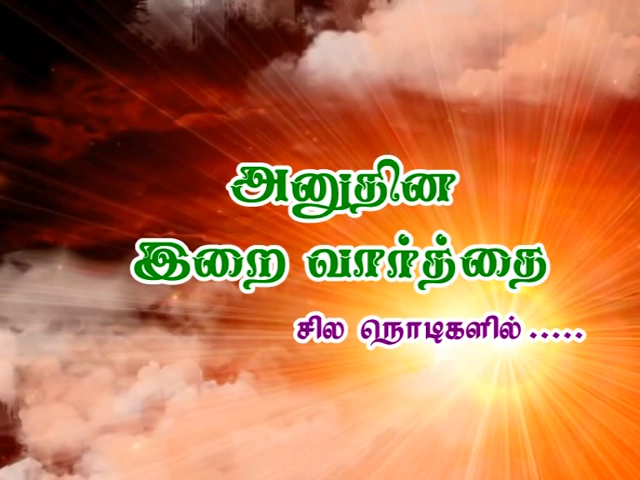 அனுதின
இறை வார்த்தை
சில நொடிகளில் .....